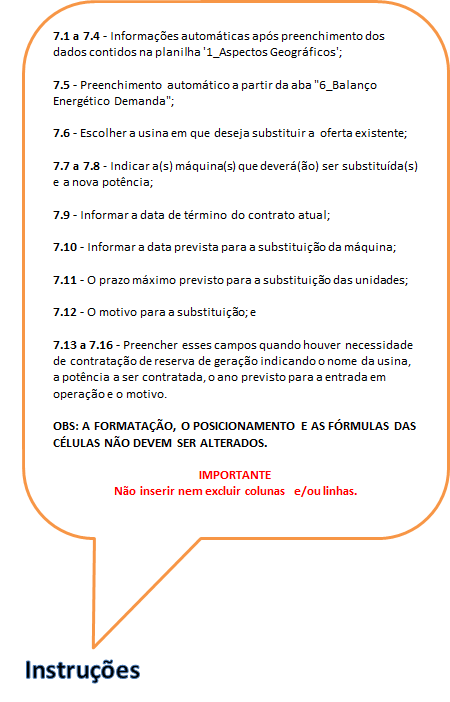 7.1 a 7.4 - Informações automáticas após preenchimento dos
dados contidos na planilha '1_Aspectos Geográficos';
7.5 - Preenchimento automático a partir da aba "6_Balanço
Energético Demanda";
7.6 - Escolher a usina em que deseja substituir a oferta existente;
7.7 a 7.8 - Indicar a(s) máquina(s) que deverá(ão) ser substituída(s)
e a nova potência;
7.9 - Informar a data de término do contrato atual;
7.10 - Informar a data prevista para a substituição da máquina;
7.11 - O prazo máximo previsto para a substituição das unidades;
7.12 - O motivo para a substituição; e
7.13 a 7.16 - Preencher esses campos quando houver necessidade
de contratação de reserva de geração indicando o nome da usina,
a potência a ser contratada, o ano previsto para a entrada em
operação e o motivo.
OBS: A FORMATAÇÃO, O POSICIONAMENTO E AS FÓRMULAS DAS
CÉLULAS NÃO DEVEM SER ALTERADOS.
IMPORTANTE
Não inserir nem excluir colunas e/ou linhas.
Instruções